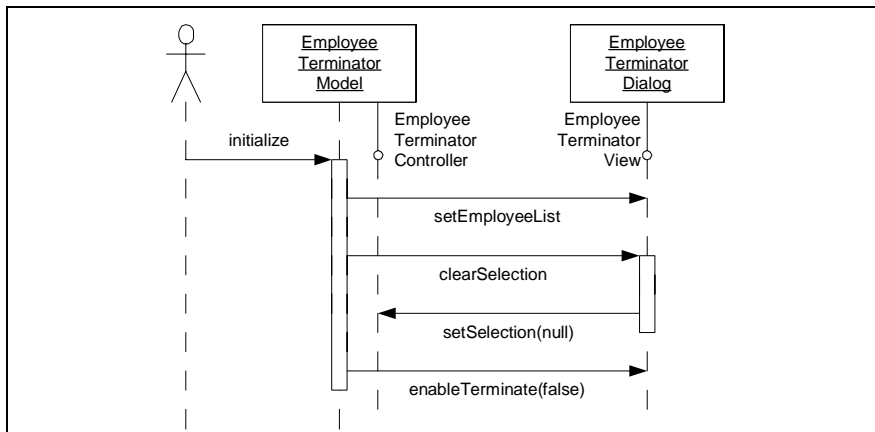 Employee
Terminator
Model
Employee
Terminator
Dialog
Employee
Terminator
Controller
Employee
Terminator
View
initialize
setEmployeeList
clearSelection
setSelection(null)
enableTerminate(false)